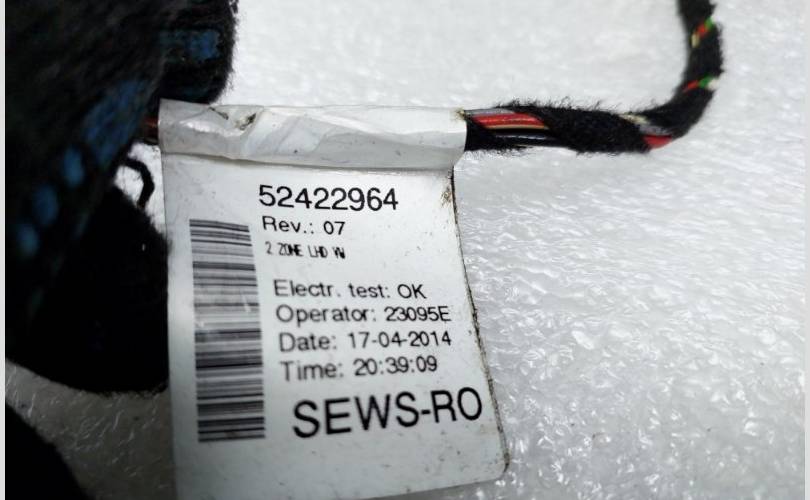 52422964
Rev.: 07
2 ZONE LHD VW
Electr. test: OK
Operator: 23095E
Date: 17-04-2014
Time: 20:39:09
SEWS-RO